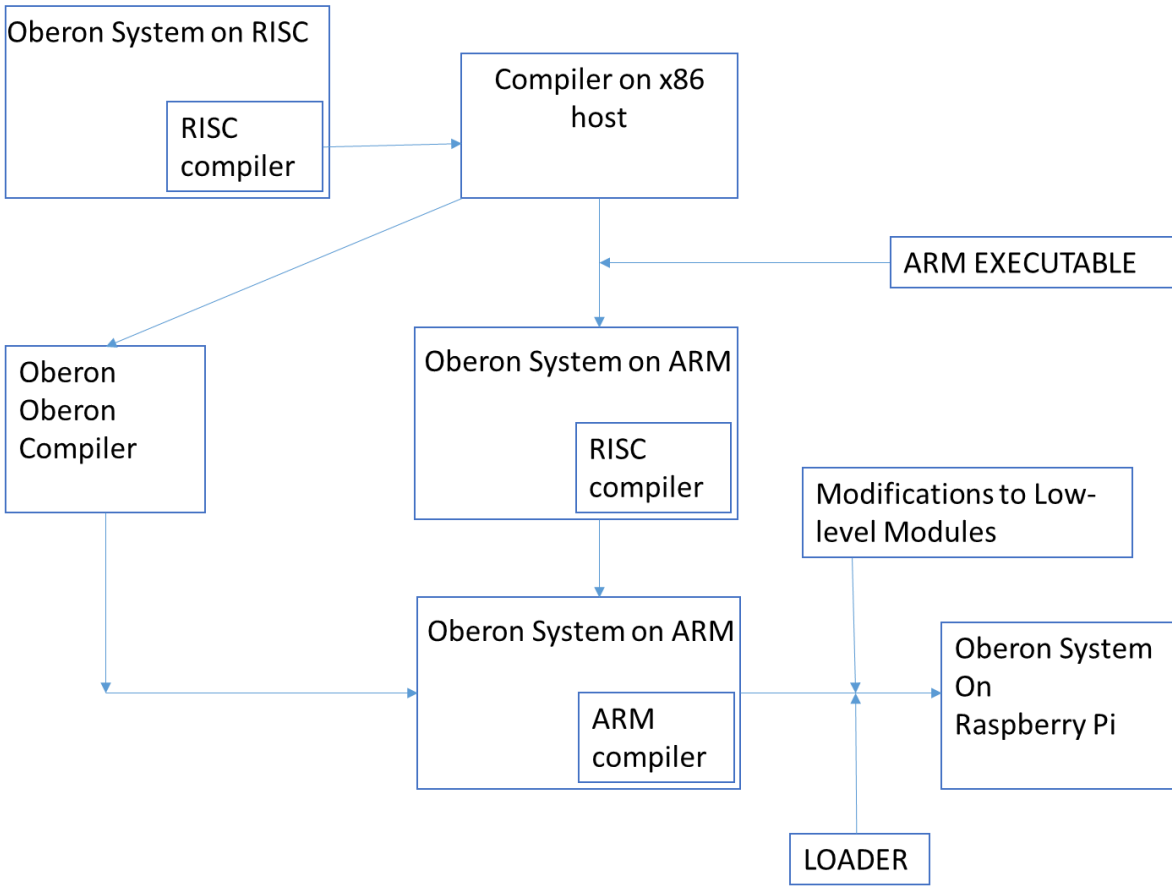 Oberon System on RISC
RISC
compiler
Compiler on x86
host
ARM EXECUTABLE
Oberon
Oberon
Compiler
Oberon System on ARM
RISC
compiler
Modifications to Low-
level Modules
Oberon System on ARM
ARM
compiler
Oberon System
On
Raspberry Pi
LOADER